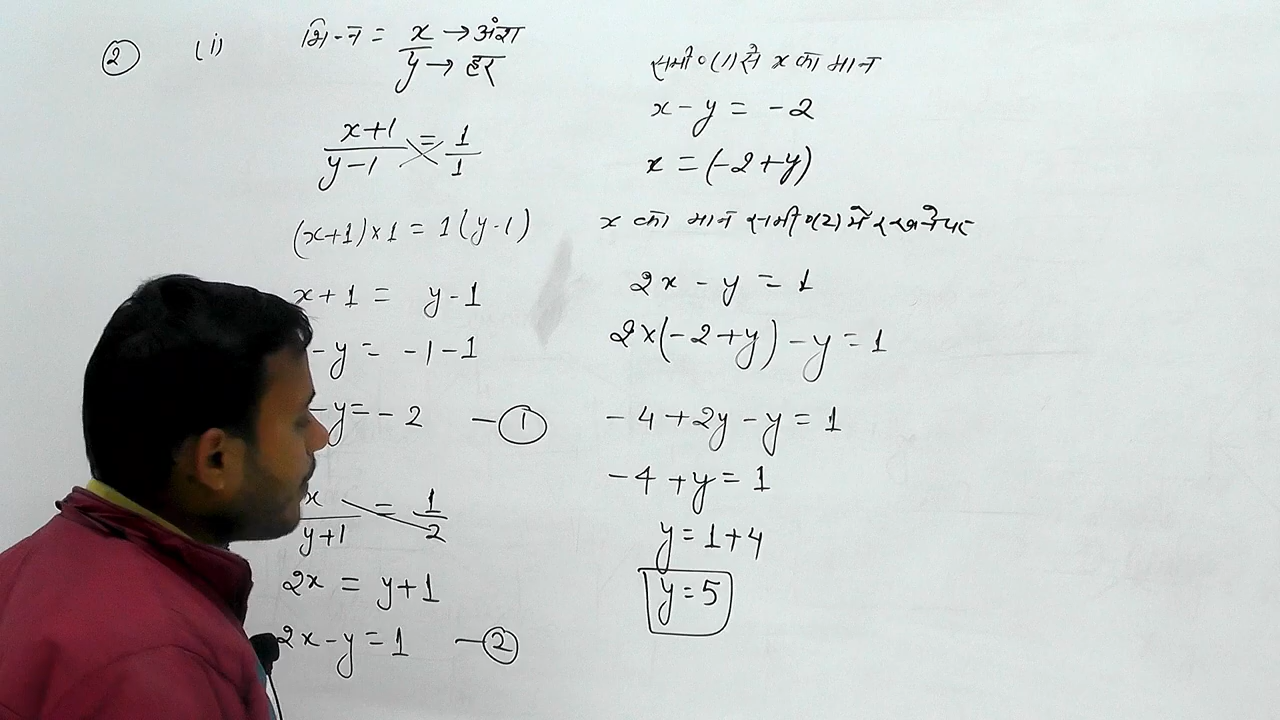 ② (i) भिन्न = x/y x → अंश
y → हर
(x+1)/(y-1) = 1/1
(x+1)×1 = 1(y-1)
x+1 = y-1
-y = -1-1
-y = -2 —①
x/(y+1) = 1/2
2x = y+1
2x-y = 1 —②
समी०(1) से x का मान
x - y = -2
x = (-2+y)
x का मान समी०(2) में रखने पर
2x - y = 1
2×(-2+y) - y = 1
-4+2y-y = 1
-4+y = 1
y = 1+4
y = 5